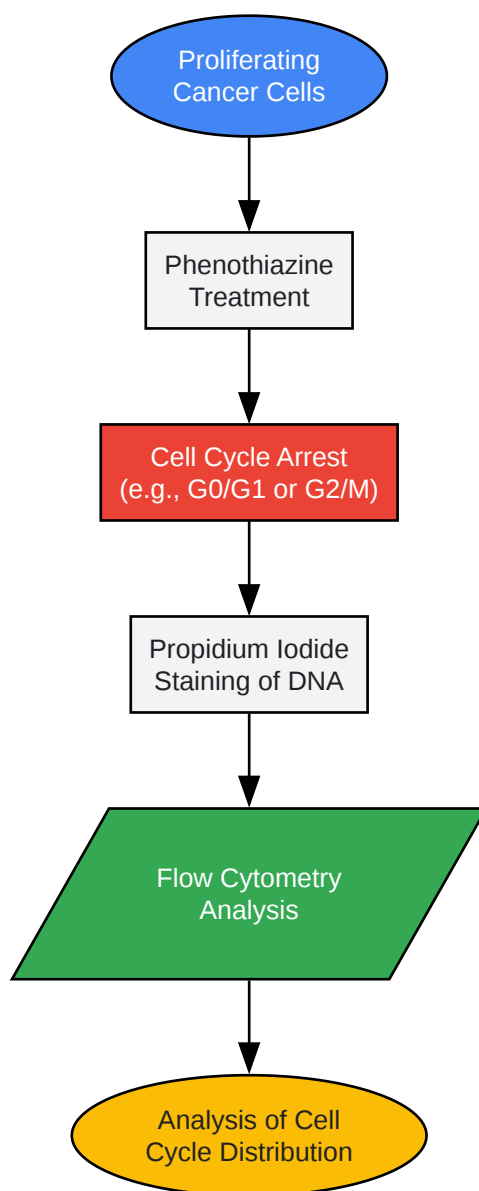 Proliferating
Cancer Cells
Phenothiazine
Treatment
Cell Cycle Arrest
(e.g., G0/G1 or G2/M)
Propidium Iodide
Staining of DNA
Flow Cytometry
Analysis
Analysis of Cell
Cycle Distribution